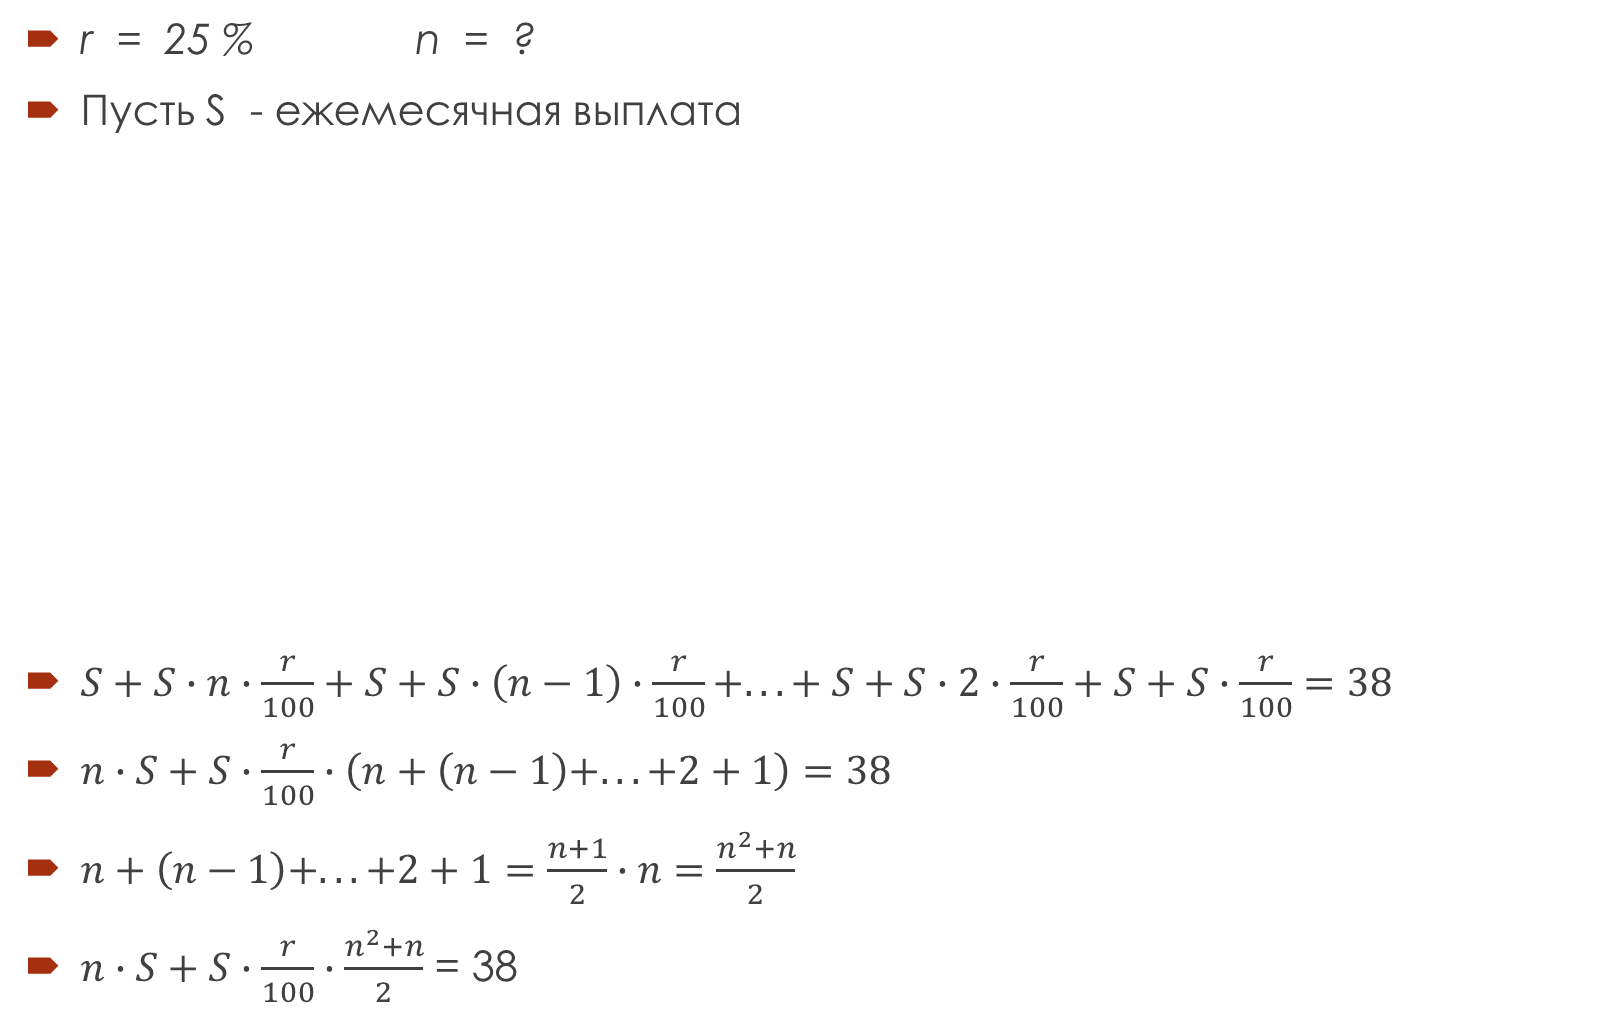 r = 25 % n = ?
Пусть S - ежемесячная выплата
S + S · n · r/100 + S + S · (n − 1) · r/100 +…+ S + S · 2 · r/100 + S + S · r/100 = 38
n · S + S · r/100 · (n + (n − 1)+…+2 + 1) = 38
n + (n − 1)+…+2 + 1 = (n+1)/2 · n = (n²+n)/2
n · S + S · r/100 · (n²+n)/2 = 38